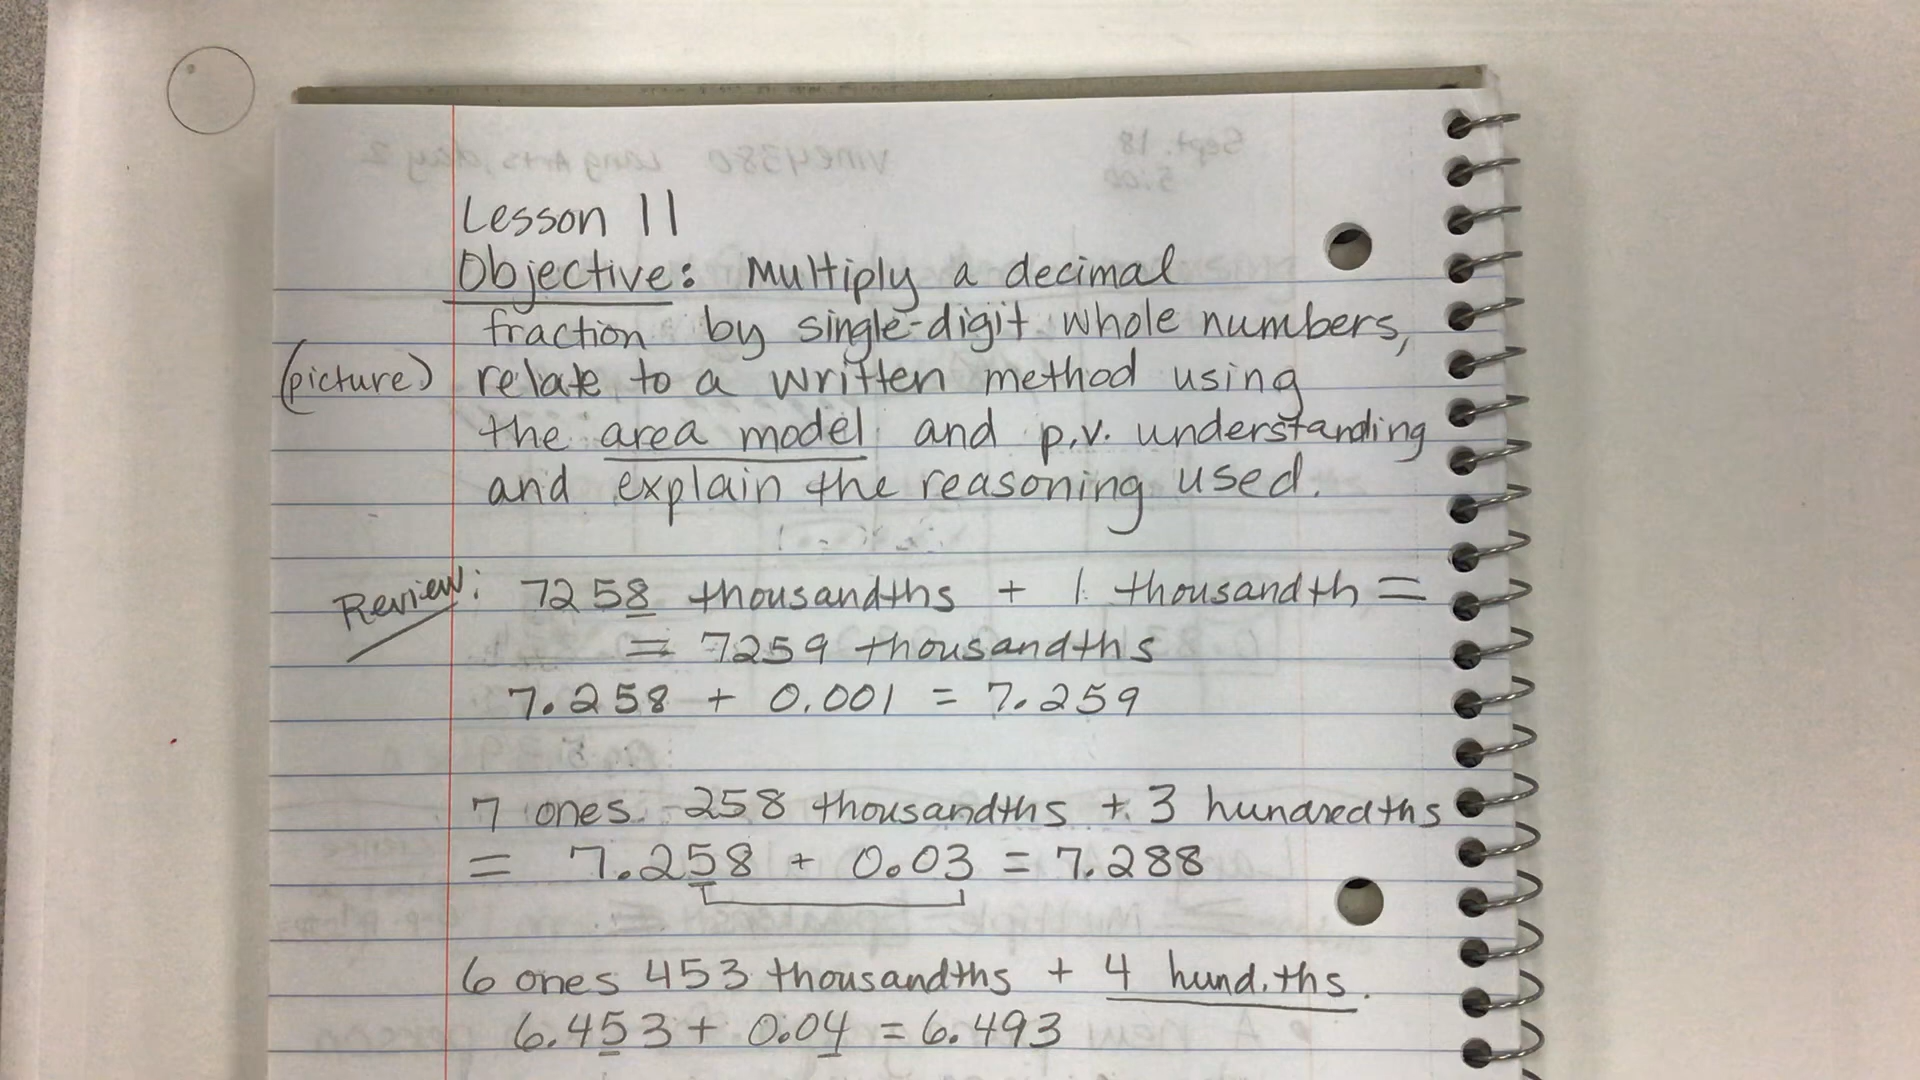 Lesson 11
Objective: Multiply a decimal
fraction by single-digit whole numbers,
(picture) relate to a written method using
the area model and p.v. understanding
and explain the reasoning used.
Review: 7258 thousandths + 1 thousandth =
= 7259 thousandths
7.258 + 0.001 = 7.259
7 ones 258 thousandths + 3 hundredths
= 7.258 + 0.03 = 7.288
6 ones 453 thousandths + 4 hund.ths.
6.453 + 0.04 = 6.493